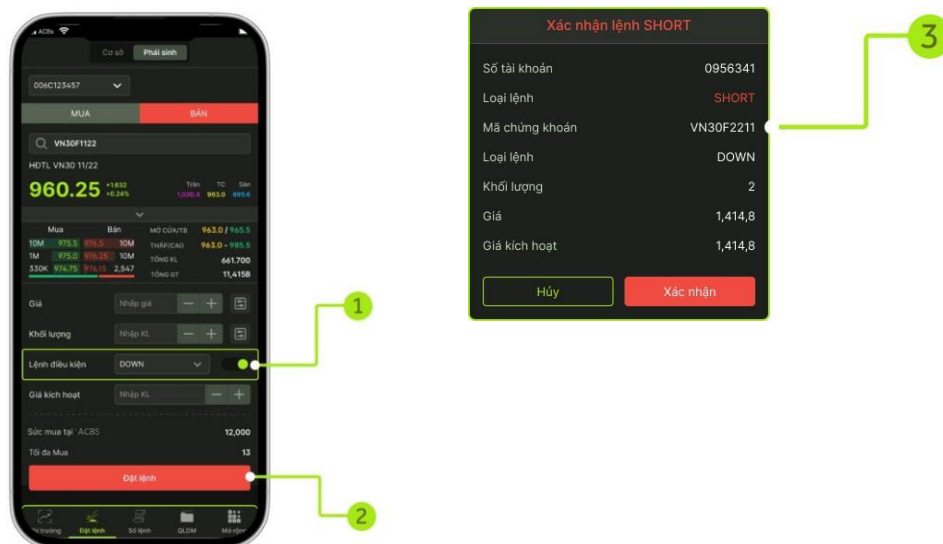 ACBs
Cơ sở Phái sinh
006C123457
MUA BÁN
VN30F1122
HĐTL VN30 11/22
960.25 +1.632 +0.24% Trần TC Sàn 963.0 895.6
Mua Bán MỞ CỬA/TB 963.0 / 965.5
10M 975.5 976.5 10M THẤP/CAO 963.0 - 985.5
1M 975.0 976.25 10M TỔNG KL 661.700
330K 974.75 976.15 2,547 TỔNG GT 11,415B
Giá Nhập giá − +
Khối lượng Nhập KL − +
Lệnh điều kiện DOWN
Giá kích hoạt Nhập KL − +
Sức mua tại ACBS 12,000
Tối đa Mua 13
Đặt lệnh
Đặt lệnh Sổ lệnh QLDM
1
2
Xác nhận lệnh SHORT
Số tài khoản 0956341
Loại lệnh SHORT
Mã chứng khoán VN30F2211
Loại lệnh DOWN
Khối lượng 2
Giá 1,414,8
Giá kích hoạt 1,414,8
Hủy Xác nhận
3